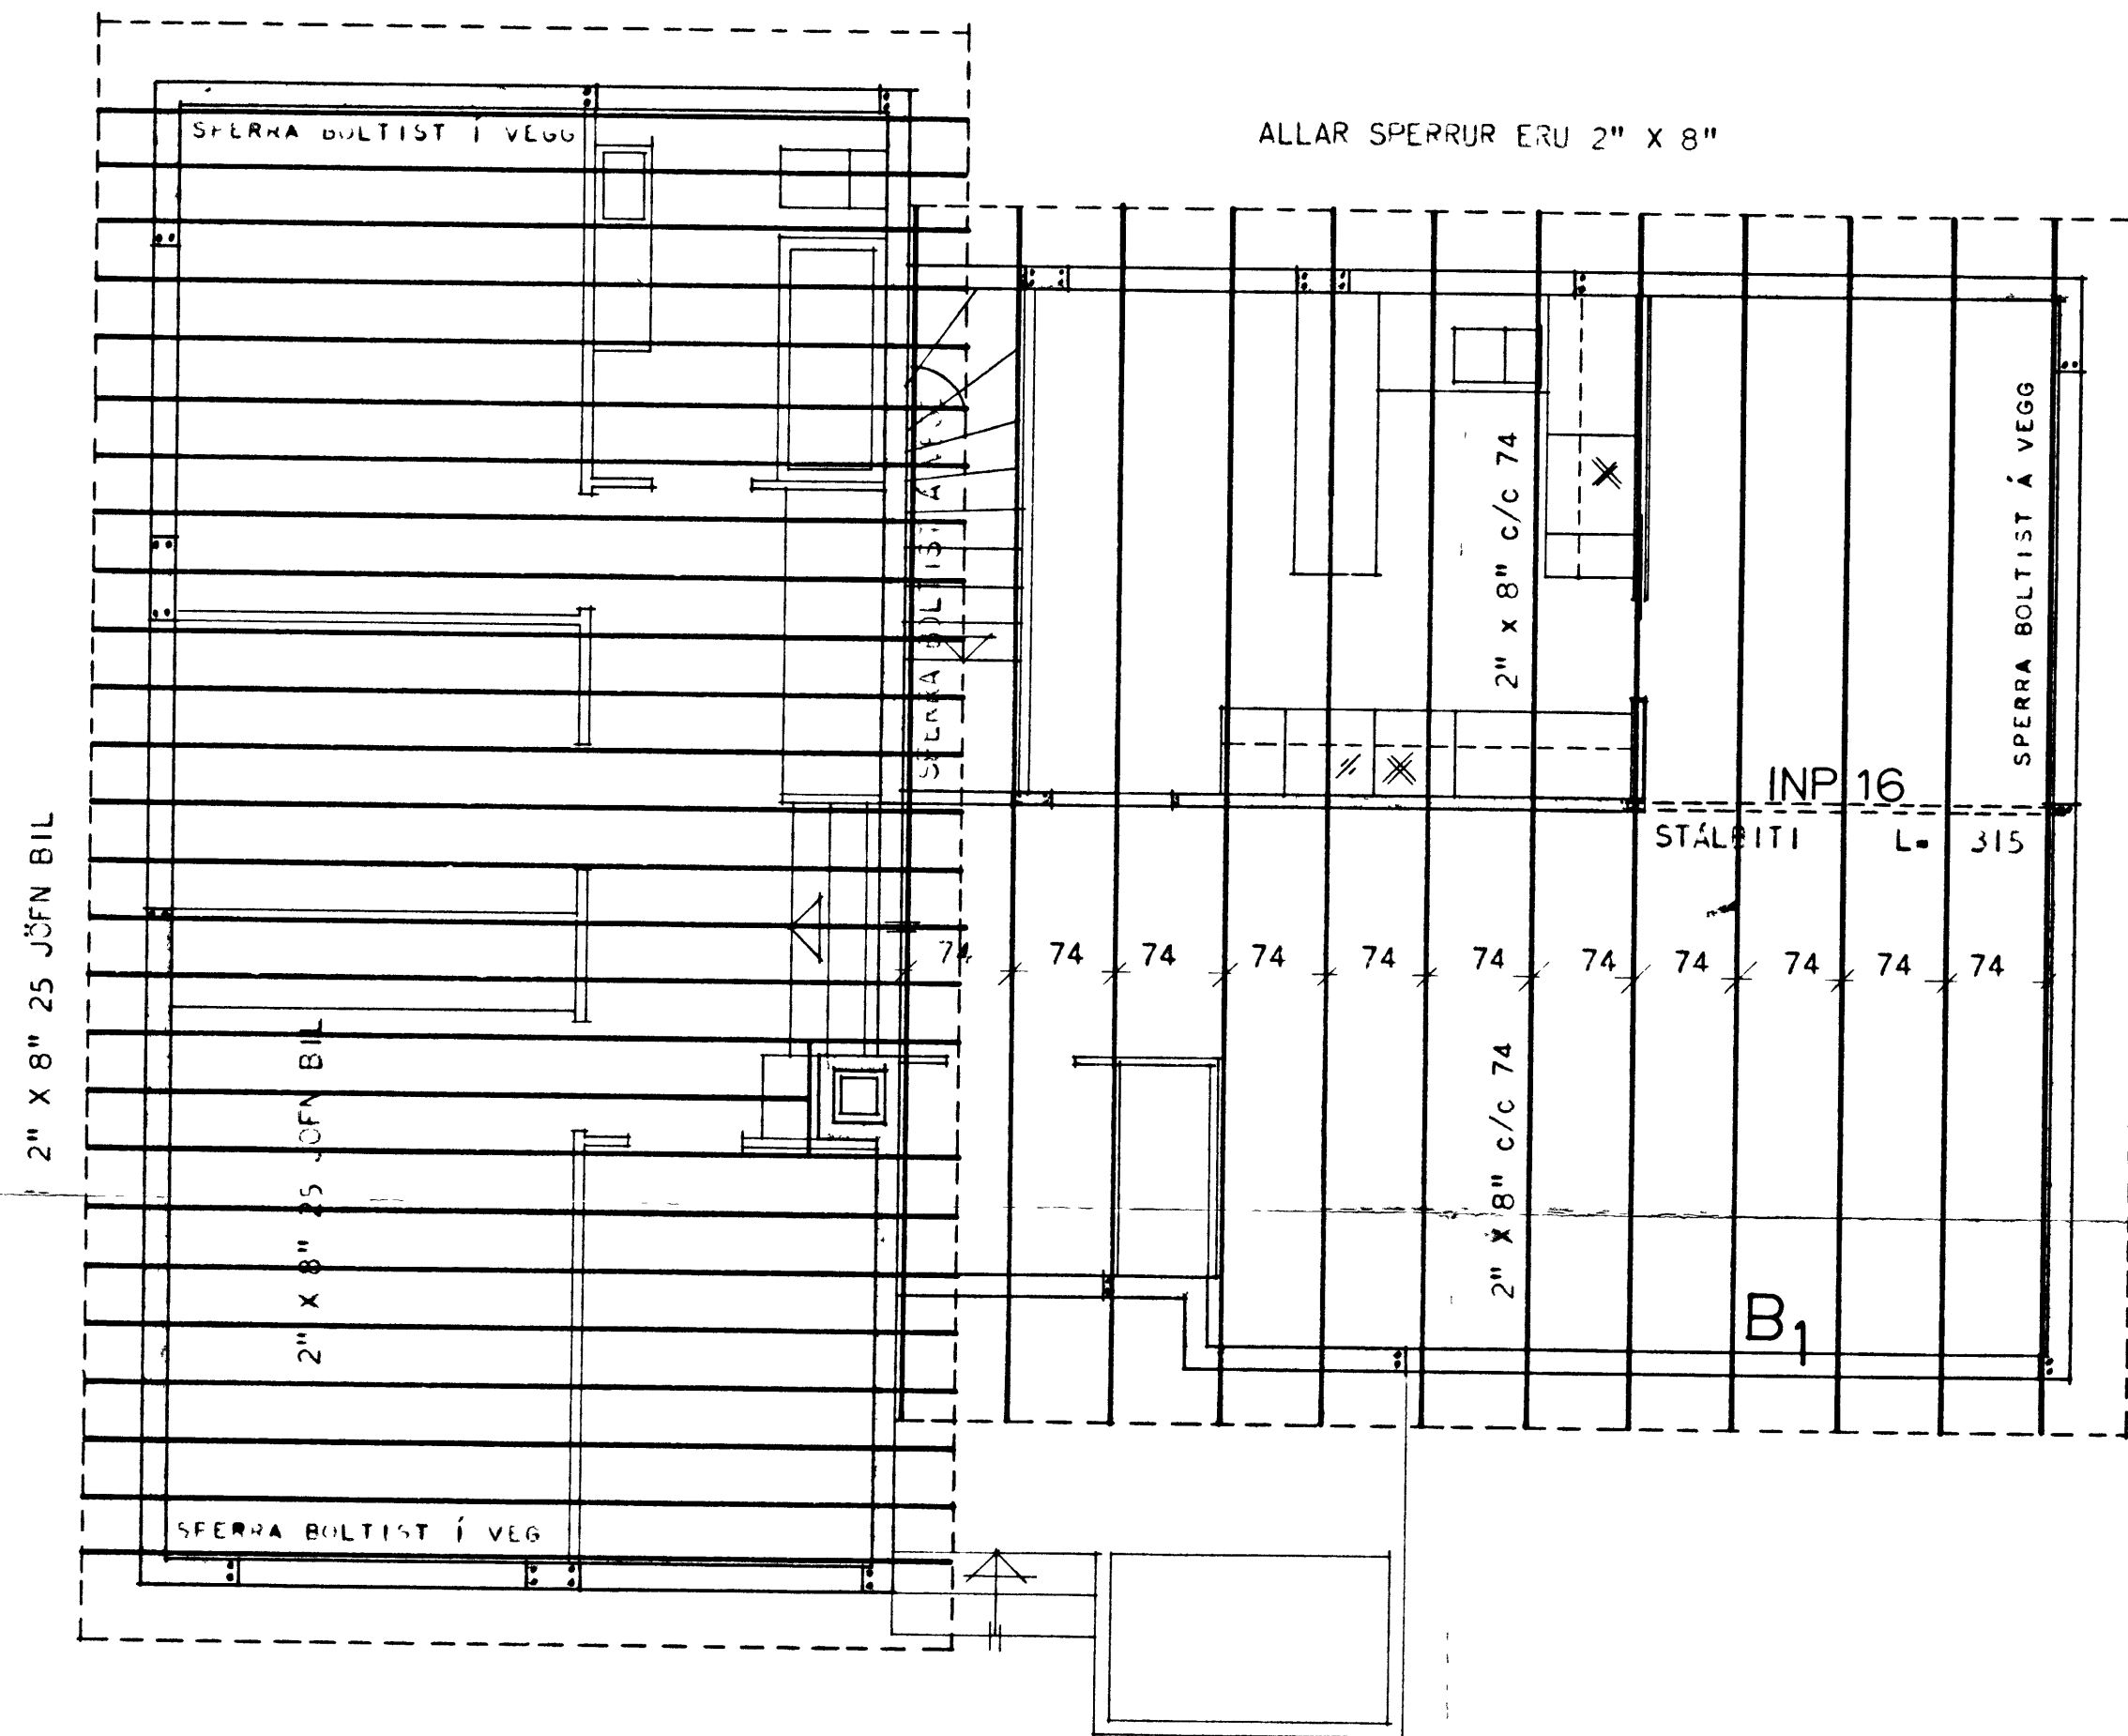 SPERRA BOLTIST Í VEGG
ALLAR SPERRUR ERU 2" X 8"
SPERRA BOLTIST Á
2" x 8" c/c 74
SPERRA BOLTIST Á VEGG
INP 16
STÁLBITI L= 315
2" X 8" 25 JÖFN BIL
74 74 74 74 74 74 74 74 74 74 74
2" X 8" 25 JÖFN BIL
2" X 8" c/c 74
B1
SPERRA BOLTIST Í VEG